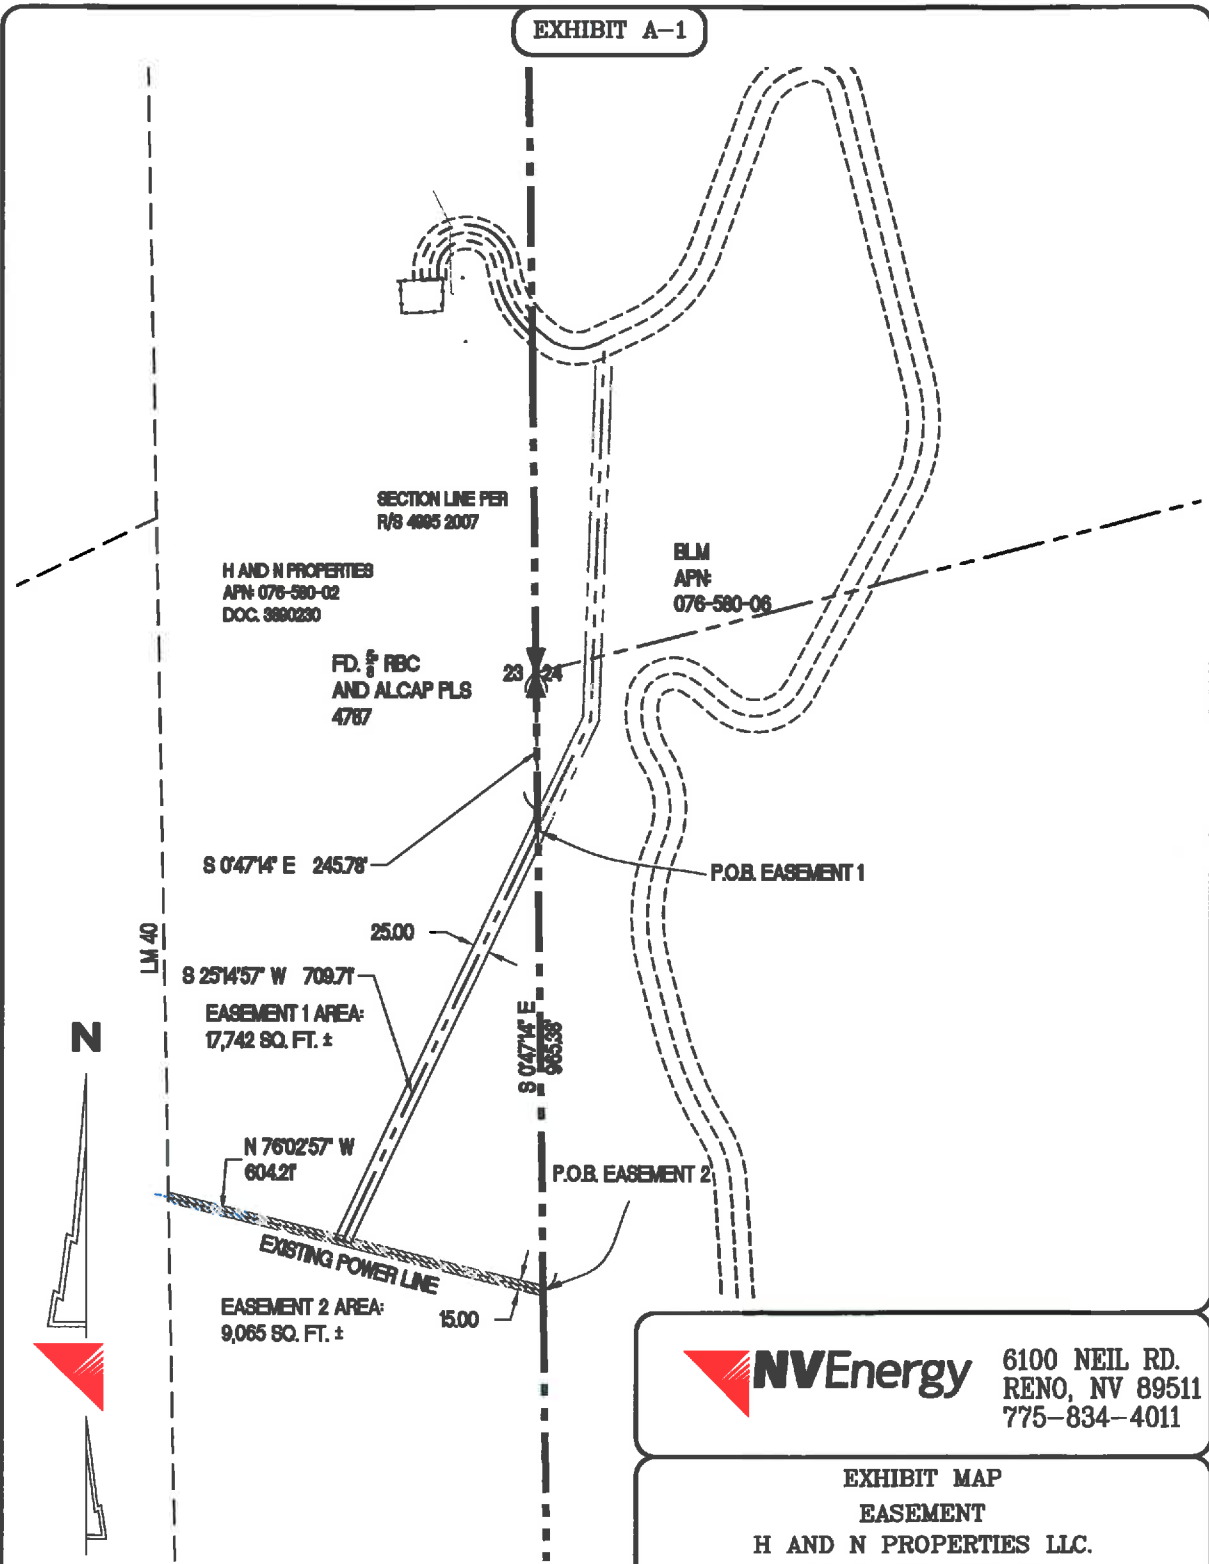 EXHIBIT A-1
SECTION LINE PER
R/S 4995 2007
H AND N PROPERTIES
APN: 076-580-02
DOC. 3890230
BLM
APN:
076-580-06
FD. 5/8" RBC
AND ALCAP PLS
4787
23 24
S 0°47'14" E 245.78'
P.O.B. EASEMENT 1
25.00
LM 40
S 25°14'57" W 709.71'
EASEMENT 1 AREA:
17,742 SQ. FT. ±
S 0°47'14" E
965.38'
N
N 76°02'57" W
604.21'
P.O.B. EASEMENT 2
EXISTING POWER LINE
EASEMENT 2 AREA:
9,065 SQ. FT. ±
15.00
NVEnergy
6100 NEIL RD.
RENO, NV 89511
775-834-4011
EXHIBIT MAP
EASEMENT
H AND N PROPERTIES LLC.